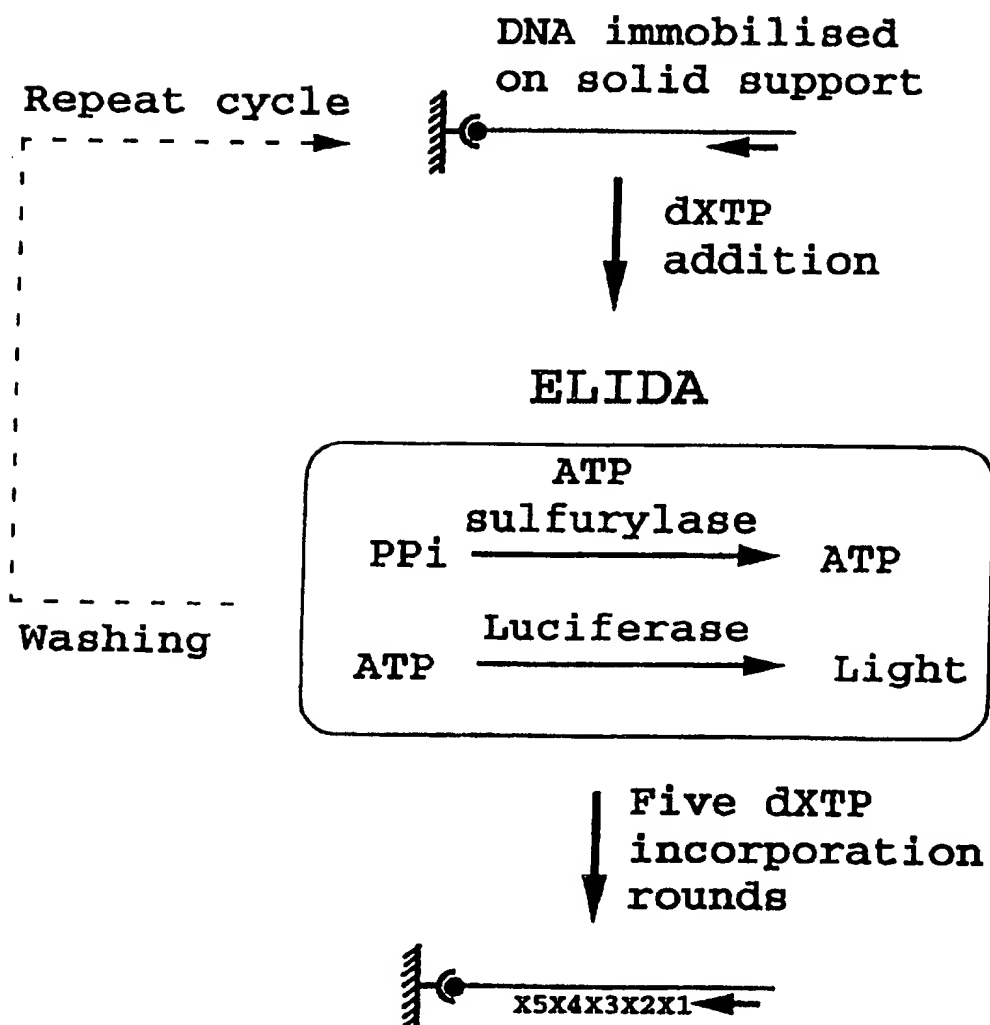 DNA immobilised
on solid support
Repeat cycle
dXTP
addition
ELIDA
ATP
sulfurylase
PPi
ATP
Washing
Luciferase
ATP
Light
Five dXTP
incorporation
rounds
X5X4X3X2X1